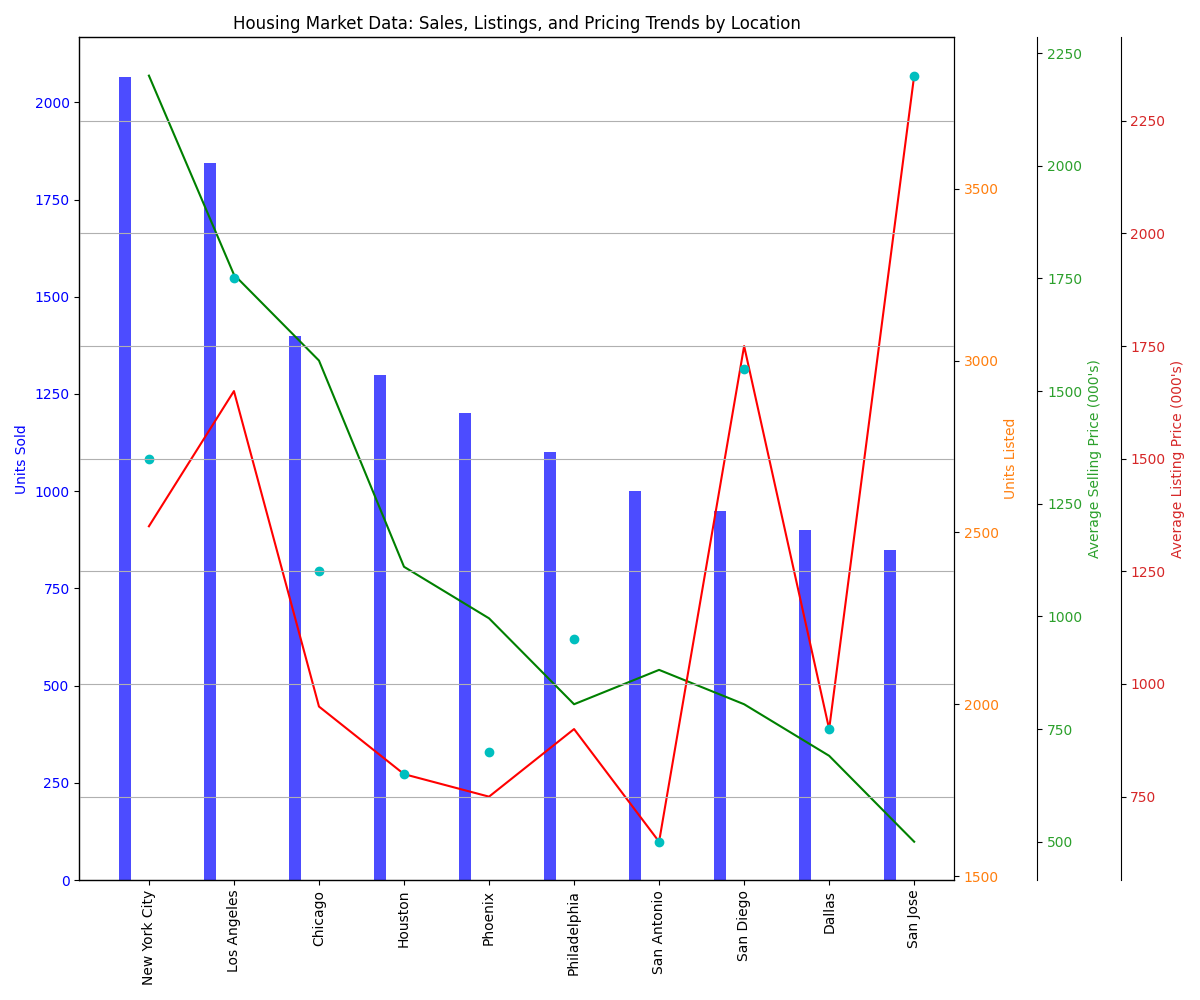 Housing Market Data: Sales, Listings, and Pricing Trends by Location
Units Sold
2000
1750
1500
1250
1000
750
500
250
0
3500
3000
2500
2000
1500
Units Listed
2250
2000
1750
1500
1250
1000
750
500
Average Selling Price (000's)
2250
2000
1750
1500
1250
1000
750
Average Listing Price (000's)
New York City
Los Angeles
Chicago
Houston
Phoenix
Philadelphia
San Antonio
San Diego
Dallas
San Jose